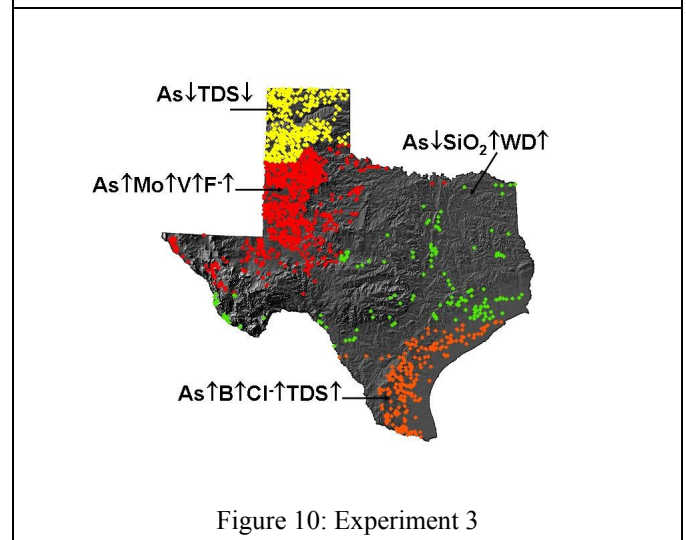 As↓TDS↓
As↓SiO₂↑WD↑
As↑Mo↑V↑F⁻↑
As↑B↑Cl⁻↑TDS↑
Figure 10: Experiment 3